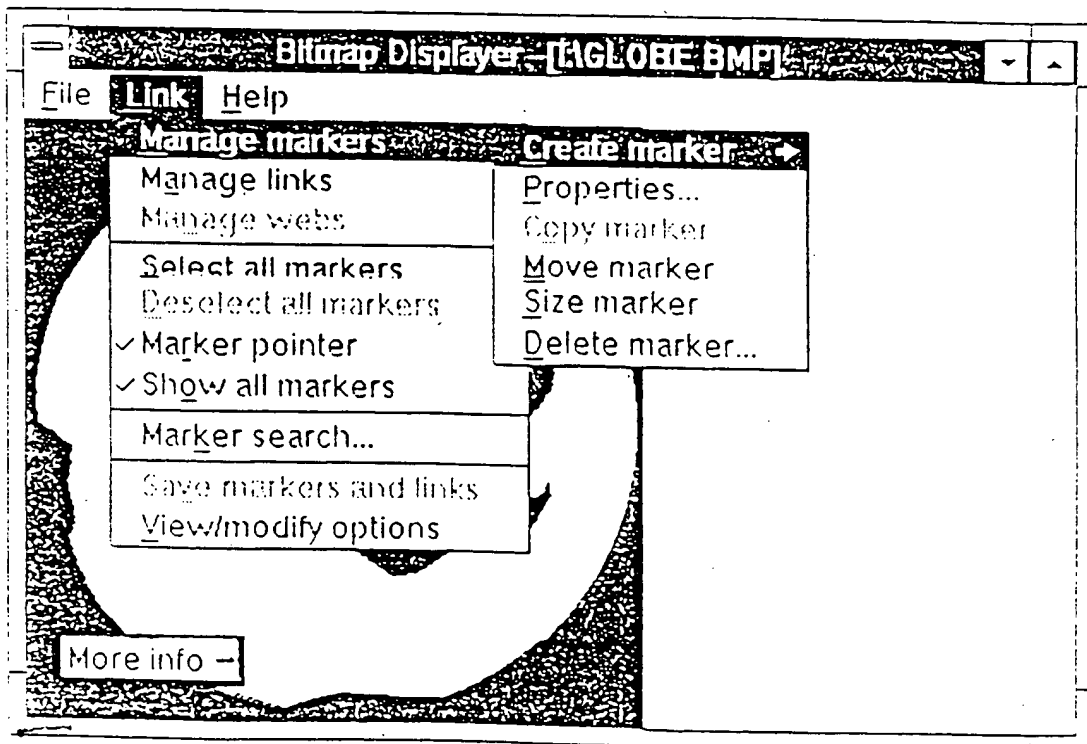 Bitmap Displayer-[L:\GLOBE BMP]
File Link Help
Manage markers
Manage links
Manage webs
Select all markers
Deselect all markers
✓ Marker pointer
✓ Show all markers
Marker search...
Save markers and links
View/modify options
Create marker →
Properties...
Copy marker
Move marker
Size marker
Delete marker...
More info